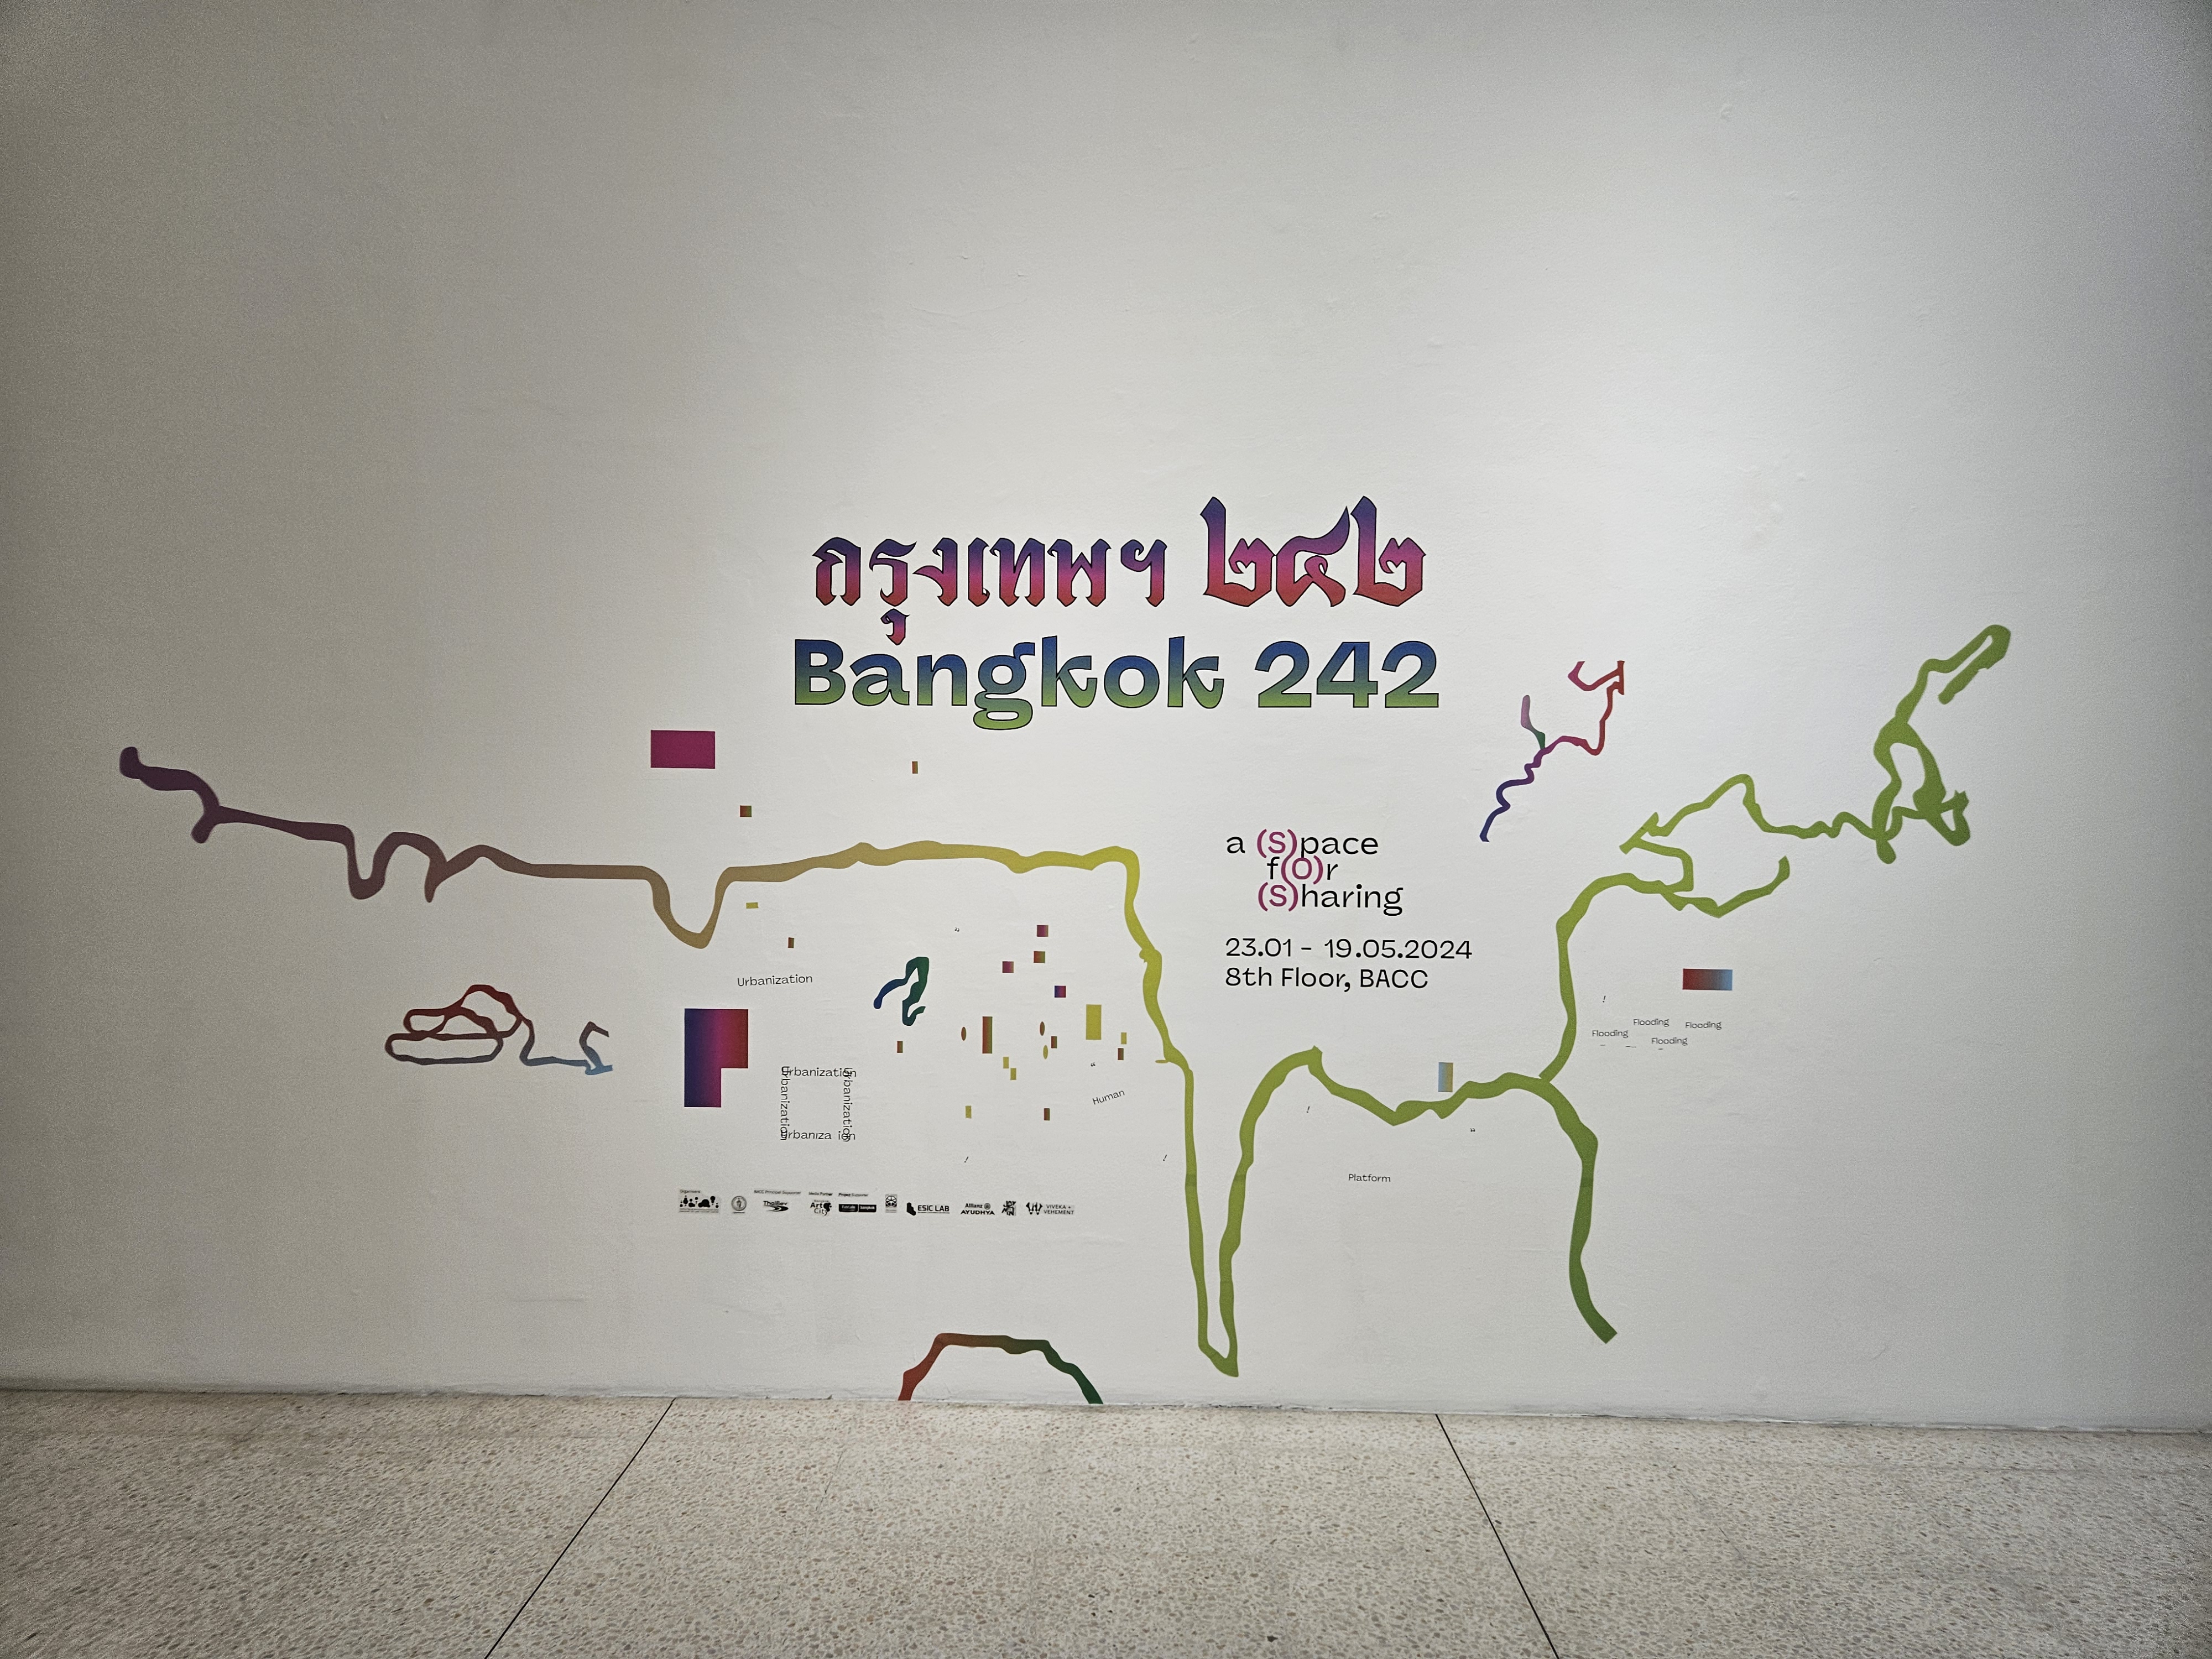 กรุงเทพฯ ๒๔๒
Bangkok 242
a (S)pace
f(O)r
(S)haring
23.01 - 19.05.2024
8th Floor, BACC
Urbanization
Urbanization
Urbanization
Urbanization
Urbaniza ion
Human
Platform
Flooding
Flooding
Flooding
Flooding
Art
City
ESIC LAB
Allianz
AYUDHYA
VIVEKA +
VEHEMENT